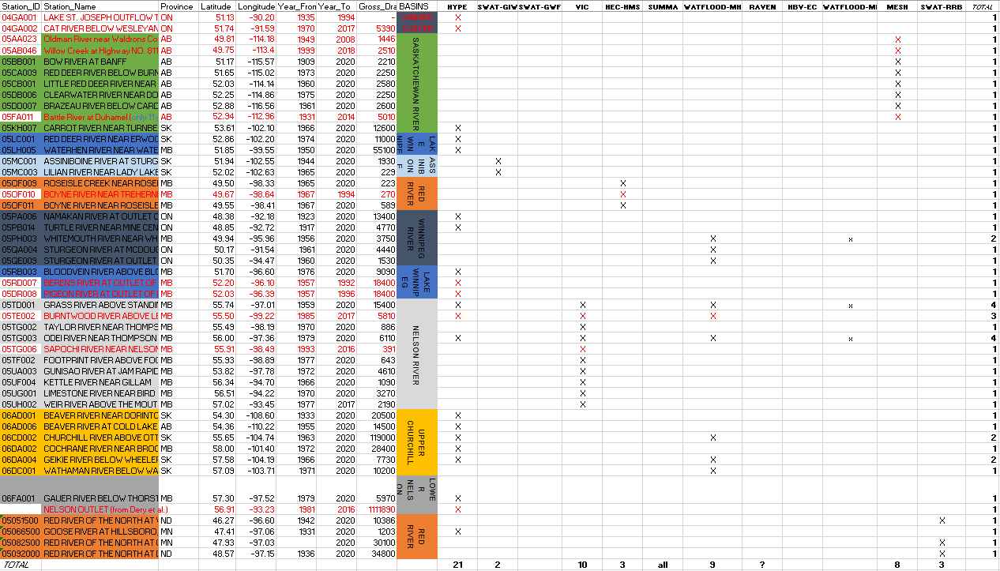 Station_ID Station_Name Province Latitude Longitude Year_Fron Year_To Gross_Dra BASINS HYPE SWAT-GIW SWAT-GWF VIC HEC-HMS SUMMA WATFLOOD-MH RAVEN HBV-EC WATFLOOD-MI MESH SWAT-RRB TOTAL
04GA001 LAKE ST. JOSEPH OUTFLOW T ON 51.13 -90.20 1935 1994 - X 1
04GA002 CAT RIVER BELOW WESLEYAN ON 51.74 -91.59 1970 2017 5390 X 1
05AA023 Oldman River near Waldrons Co AB 49.81 -114.18 1949 2008 1446 SASKATCHEWAN RIVER X 1
05AB046 Willow Creek at Highway NO. 811 AB 49.75 -113.4 1999 2018 2510 X 1
05BB001 BOW RIVER AT BANFF AB 51.17 -115.57 1909 2020 2210 X 1
05CA009 RED DEER RIVER BELOW BURN AB 51.65 -115.02 1973 2020 2250 X 1
05CB001 LITTLE RED DEER RIVER NEAR AB 52.03 -114.14 1960 2020 2580 X 1
05DB006 CLEARWATER RIVER NEAR DO AB 52.25 -114.86 1975 2020 2250 X 1
05DD007 BRAZEAU RIVER BELOW CARD AB 52.88 -116.56 1961 2020 2600 X 1
05FA011 Battle River at Duhamel (only 11 AB 52.94 -112.96 1931 2014 5010 X 1
05KH007 CARROT RIVER NEAR TURNBE SK 53.61 -102.10 1966 2020 12600 X 1
05LC001 RED DEER RIVER NEAR ERWOO SK 52.86 -102.20 1974 2020 11000 LAKE WINNIPE X 1
05LH005 WATERHEN RIVER NEAR WATE MB 51.85 -99.55 1950 2020 55100 X 1
05MC001 ASSINIBOINE RIVER AT STURG SK 51.94 -102.55 1944 2020 1930 ASSINIBOINE X 1
05MC003 LILIAN RIVER NEAR LADY LAKE SK 52.02 -102.63 1965 2020 229 X 1
05OF009 ROSEISLE CREEK NEAR ROSEI MB 49.50 -98.33 1965 2020 223 RED RIVER X 1
05OF010 BOYNE RIVER NEAR TREHERN MB 49.67 -98.64 1967 1994 270 X 1
05OF011 BOYNE RIVER NEAR ROSEISLE MB 49.55 -98.41 1967 2020 589 X 1
05PA006 NAMAKAN RIVER AT OUTLET O ON 48.38 -92.18 1923 2020 13400 WINNIPEG RIVER X 1
05PB014 TURTLE RIVER NEAR MINE CEN ON 48.85 -92.72 1917 2020 4770 X 1
05PH003 WHITEMOUTH RIVER NEAR WH MB 49.94 -95.96 1956 2020 3750 X x 2
05QA004 STURGEON RIVER AT MCDOUG ON 50.17 -91.54 1961 2020 4440 X 1
05QE009 STURGEON RIVER AT OUTLET ON 50.35 -94.47 1960 2020 1530 X 1
05RB003 BLOODVEIN RIVER ABOVE BLO MB 51.70 -96.60 1976 2020 9090 LAKE WINNIPEG X 1
05RD007 BERENS RIVER AT OUTLET OF MB 52.20 -96.10 1957 1992 18400 X 1
05DR008 PIGEON RIVER AT OUTLET OF MB 52.03 -96.39 1957 1996 18400 X 1
05TD001 GRASS RIVER ABOVE STANDIN MB 55.74 -97.01 1959 2020 15400 NELSON RIVER X X X x 4
05TE002 BURNTWOOD RIVER ABOVE LE MB 55.50 -99.22 1985 2017 5810 X X X 3
05TG002 TAYLOR RIVER NEAR THOMPS MB 55.49 -98.19 1970 2020 886 X 1
05TG003 ODEI RIVER NEAR THOMPSON MB 56.00 -97.36 1979 2020 6110 X X X x 4
05TG006 SAPOCHI RIVER NEAR NELSON MB 55.91 -98.49 1993 2016 391 X 1
05TF002 FOOTPRINT RIVER ABOVE FOO MB 55.93 -98.89 1977 2020 643 X 1
05UA003 GUNISAO RIVER AT JAM RAPID MB 53.82 -97.78 1972 2020 4610 X 1
05UF004 KETTLE RIVER NEAR GILLAM MB 56.34 -94.70 1966 2020 1090 X 1
05UG001 LIMESTONE RIVER NEAR BIRD MB 56.51 -94.22 1970 2020 3270 X 1
05UH002 WEIR RIVER ABOVE THE MOUT MB 57.02 -93.45 1977 2017 2190 X 1
06AD001 BEAVER RIVER NEAR DORINTO SK 54.30 -108.60 1933 2020 20500 UPPER CHURCHILL X 1
06AD006 BEAVER RIVER AT COLD LAKE AB 54.36 -110.22 1955 2020 14500 X 1
06CD002 CHURCHILL RIVER ABOVE OTT SK 55.65 -104.74 1963 2020 119000 X X 2
06DA002 COCHRANE RIVER NEAR BROC MB 58.00 -101.40 1972 2020 28400 X 1
06DA004 GEIKIE RIVER BELOW WHEELER SK 57.58 -104.19 1966 2020 7730 X X 2
06DC001 WATHAMAN RIVER BELOW WA SK 57.09 -103.71 1971 2020 10200 X 1
06FA001 GAUER RIVER BELOW THORST MB 57.30 -97.52 1979 2020 5970 LOWER NELSON X 1
NELSON OUTLET (from Dery et al.) 56.91 -93.23 1981 2016 1111890 X 1
05051500 RED RIVER OF THE NORTH AT ND 46.27 -96.60 1942 2020 10386 RED RIVER X 1
05066500 GOOSE RIVER AT HILLSBORO, MN 47.41 -97.06 1931 2020 1203 X 1
05082500 RED RIVER OF THE NORTH AT MN 47.93 -97.03 2020 30100 X 1
05092000 RED RIVER OF THE NORTH AT ND 48.57 -97.15 1936 2020 34800 X 1
TOTAL 21 2 10 3 all 9 ? 8 3